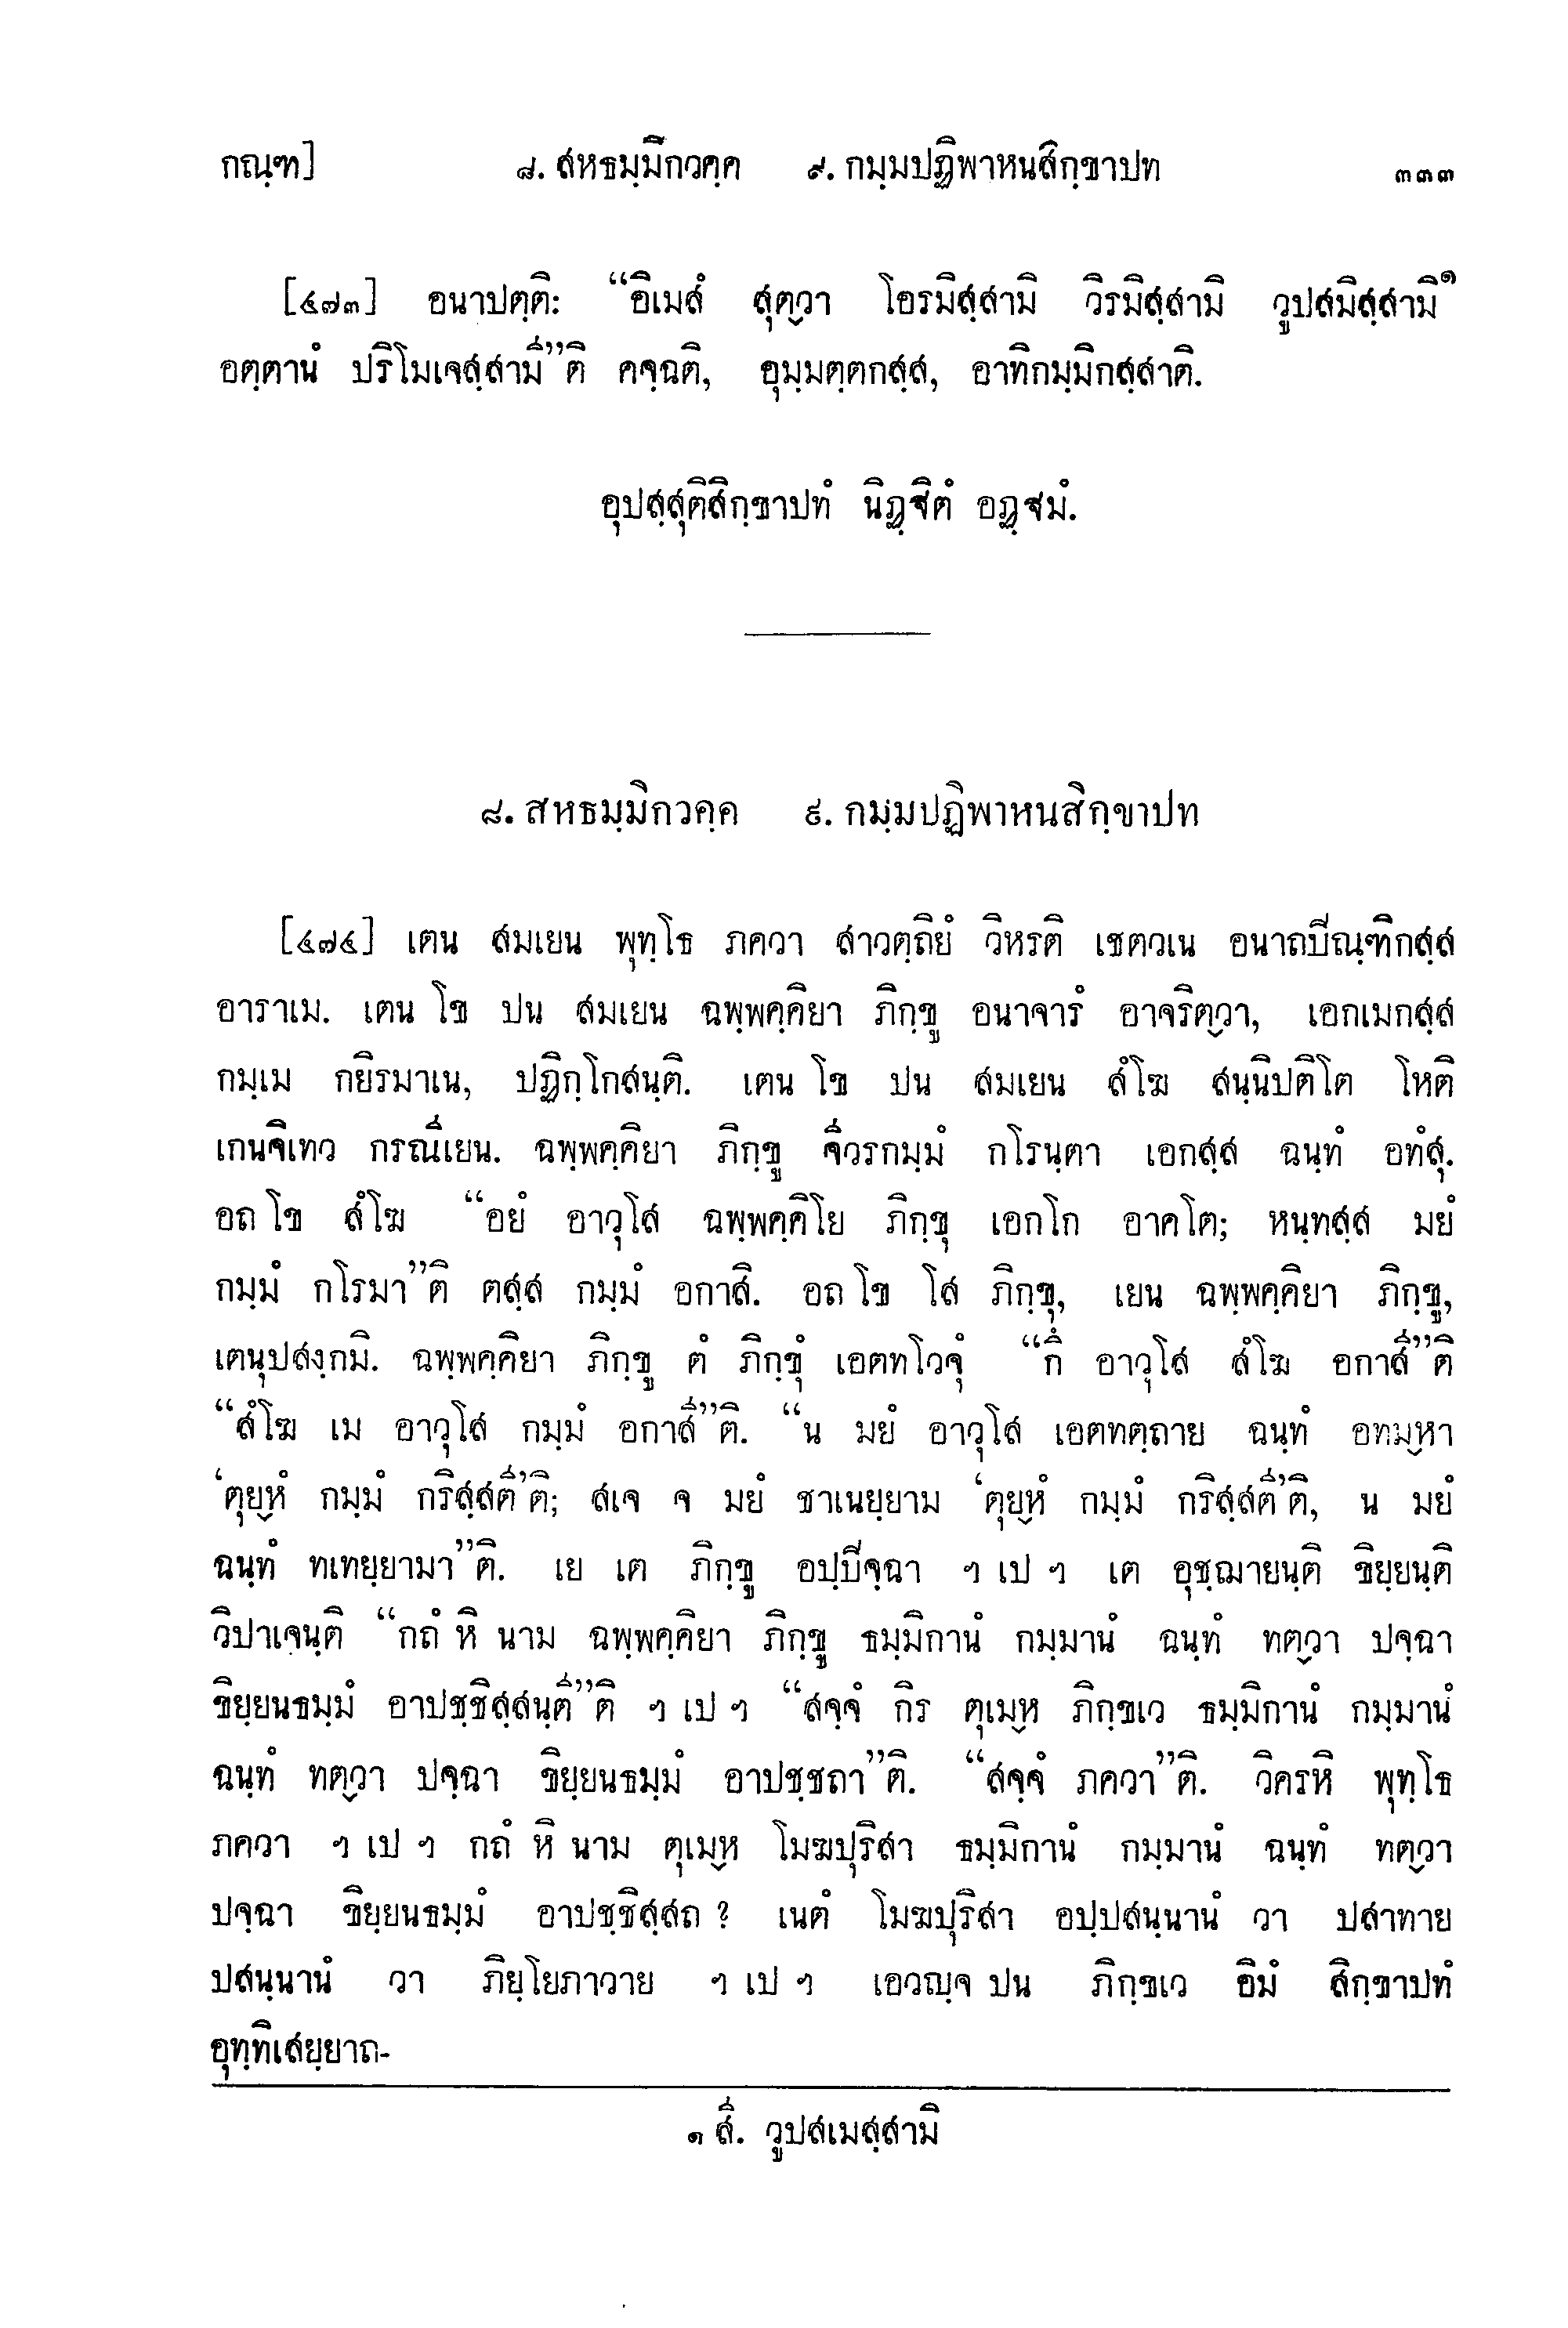 กณฺฑ] ๘. สหธมฺมิกวคฺค ๙. กมฺมปฏิพาหนสิกฺขาปท ๓๓๓
[๔๗๓] อนาปตฺติ: “อิเมสํ สุตฺวา โอรมิสฺสามิ วิรมิสฺสามิ วูปสมิสฺสามิ๑
อตฺตานํ ปริโมเจสฺสามี”ติ คจฺฉติ, อุมฺมตฺตกสฺส, อาทิกมฺมิกสฺสาติ.
อุปสฺสุติสิกฺขาปทํ นิฏฺฐิตํ อฏฺฐมํ.
๘. สหธมฺมิกวคฺค ๙. กมฺมปฏิพาหนสิกฺขาปท
[๔๗๔] เตน สมเยน พุทฺโธ ภควา สาวตฺถิยํ วิหรติ เชตวเน อนาถปิณฺฑิกสฺส
อาราเม. เตน โข ปน สมเยน ฉพฺพคฺคิยา ภิกฺขู อนาจารํ อาจริตฺวา, เอกเมกสฺส
กมฺเม กยิรมาเน, ปฏิกฺโกสนฺติ. เตน โข ปน สมเยน สํโฆ สนฺนิปติโต โหติ
เกนจิเทว กรณีเยน. ฉพฺพคฺคิยา ภิกฺขู จีวรกมฺมํ กโรนฺตา เอกสฺส ฉนฺทํ อทํสุ.
อถ โข สํโฆ “อยํ อาวุโส ฉพฺพคฺคิโย ภิกฺขุ เอกโก อาคโต; หนฺทสฺส มยํ
กมฺมํ กโรมา”ติ ตสฺส กมฺมํ อกาสิ. อถ โข โส ภิกฺขุ, เยน ฉพฺพคฺคิยา ภิกฺขู,
เตนุปสงฺกมิ. ฉพฺพคฺคิยา ภิกฺขู ตํ ภิกฺขุํ เอตทโวจุํ “กึ อาวุโส สํโฆ อกาสี”ติ
“สํโฆ เม อาวุโส กมฺมํ อกาสี”ติ. “น มยํ อาวุโส เอตทตฺถาย ฉนฺทํ อทมฺหา
‘ตุยฺหํ กมฺมํ กริสฺสตี’ติ; สเจ จ มยํ ชาเนยฺยาม ‘ตุยฺหํ กมฺมํ กริสฺสตี’ติ, น มยํ
ฉนฺทํ ทเทยฺยามา”ติ. เย เต ภิกฺขู อปฺปิจฺฉา ฯ เป ฯ เต อุชฺฌายนฺติ ขิยฺยนฺติ
วิปาเจนฺติ “กถํ หิ นาม ฉพฺพคฺคิยา ภิกฺขู ธมฺมิกานํ กมฺมานํ ฉนฺทํ ทตฺวา ปจฺฉา
ขิยฺยนธมฺมํ อาปชฺชิสฺสนฺตี”ติ ฯ เป ฯ “สจฺจํ กิร ตุเมฺห ภิกฺขเว ธมฺมิกานํ กมฺมานํ
ฉนฺทํ ทตฺวา ปจฺฉา ขิยฺยนธมฺมํ อาปชฺชถา”ติ. “สจฺจํ ภควา”ติ. วิครหิ พุทฺโธ
ภควา ฯ เป ฯ กถํ หิ นาม ตุเมฺห โมฆปุริสา ธมฺมิกานํ กมฺมานํ ฉนฺทํ ทตฺวา
ปจฺฉา ขิยฺยนธมฺมํ อาปชฺชิสฺสถ ? เนตํ โมฆปุริสา อปฺปสนฺนานํ วา ปสาทาย
ปสนฺนานํ วา ภิยฺโยภาวาย ฯ เป ฯ เอวญฺจ ปน ภิกฺขเว อิมํ สิกฺขาปทํ
อุทฺทิเสยฺยาถ-
๑ สี. วูปสเมสฺสามิ